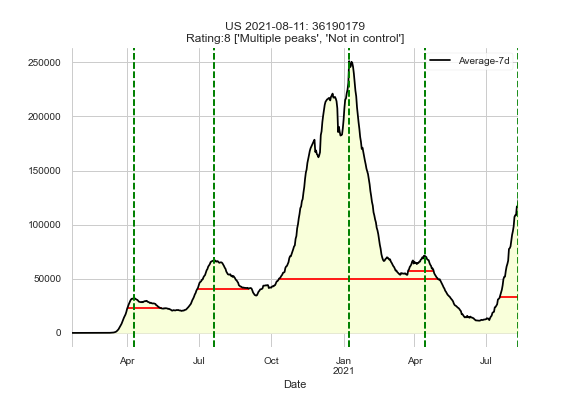 US 2021-08-11: 36190179
Rating:8 ['Multiple peaks', 'Not in control']
Average-7d
250000
200000
150000
100000
50000
0
Apr
Jul
Oct
Jan
2021
Apr
Jul
Date